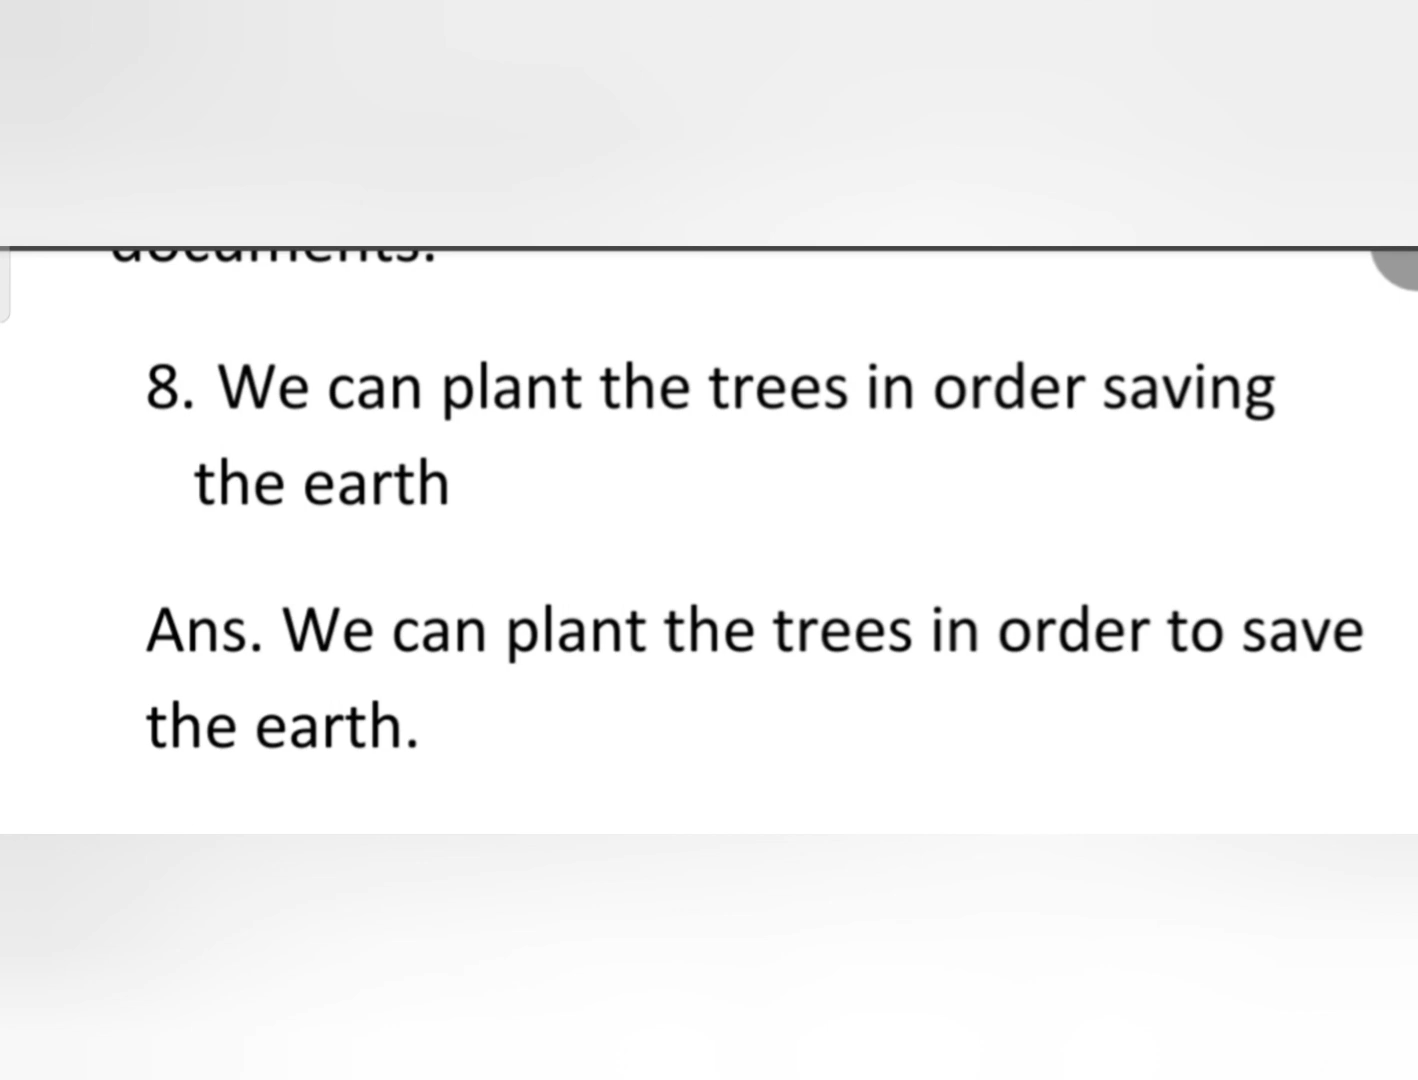 documents.
8. We can plant the trees in order saving
the earth
Ans. We can plant the trees in order to save
the earth.